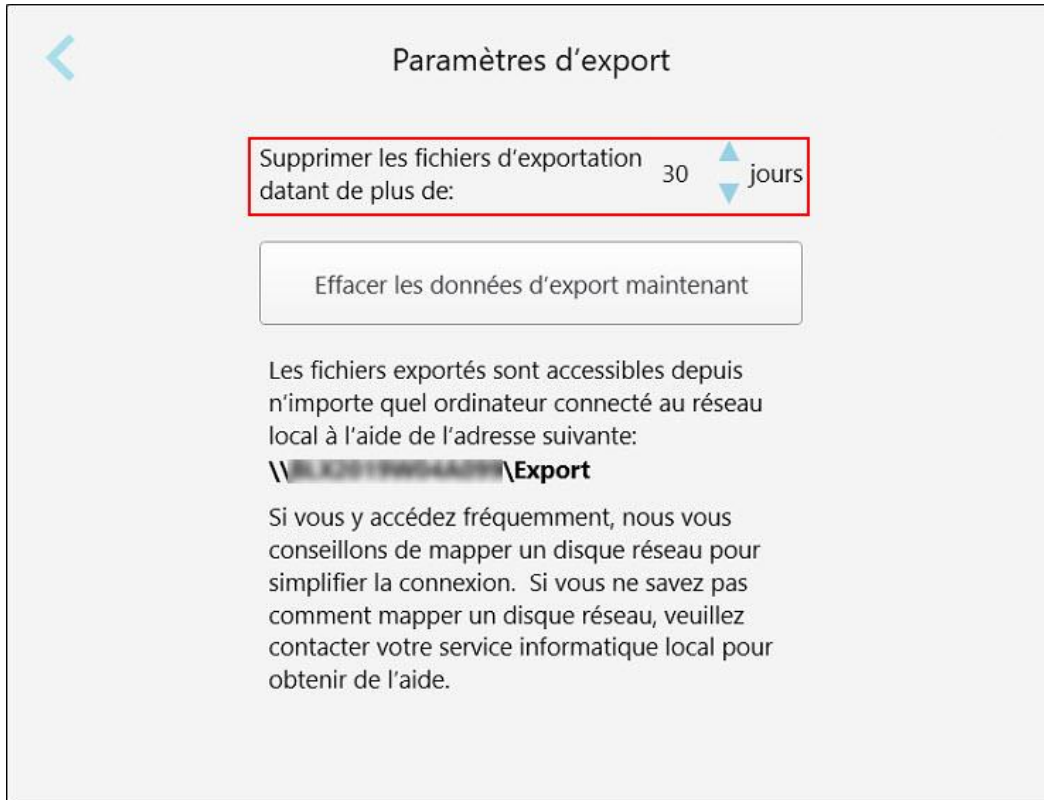 Paramètres d’export
Supprimer les fichiers d’exportation
datant de plus de:
30
jours
Effacer les données d’export maintenant
Les fichiers exportés sont accessibles depuis
n’importe quel ordinateur connecté au réseau
local à l’aide de l’adresse suivante:
\\ \Export
Si vous y accédez fréquemment, nous vous
conseillons de mapper un disque réseau pour
simplifier la connexion.  Si vous ne savez pas
comment mapper un disque réseau, veuillez
contacter votre service informatique local pour
obtenir de l’aide.